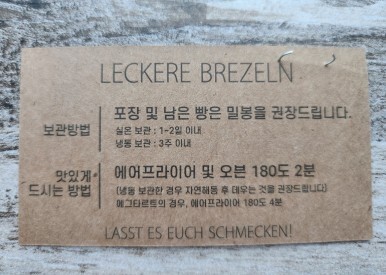 LECKERE BREZELN
보관방법
포장 및 남은 빵은 밀봉을 권장드립니다.
실온 보관 : 1-2일 이내
냉동 보관 : 3주 이내
맛있게
드시는 방법
에어프라이어 및 오븐 180도 2분
(냉동 보관한 경우 자연해동 후 데우는 것을 권장드립니다)
에그타르트의 경우, 에어프라이어 180도 4분
LASST ES EUCH SCHMECKEN!